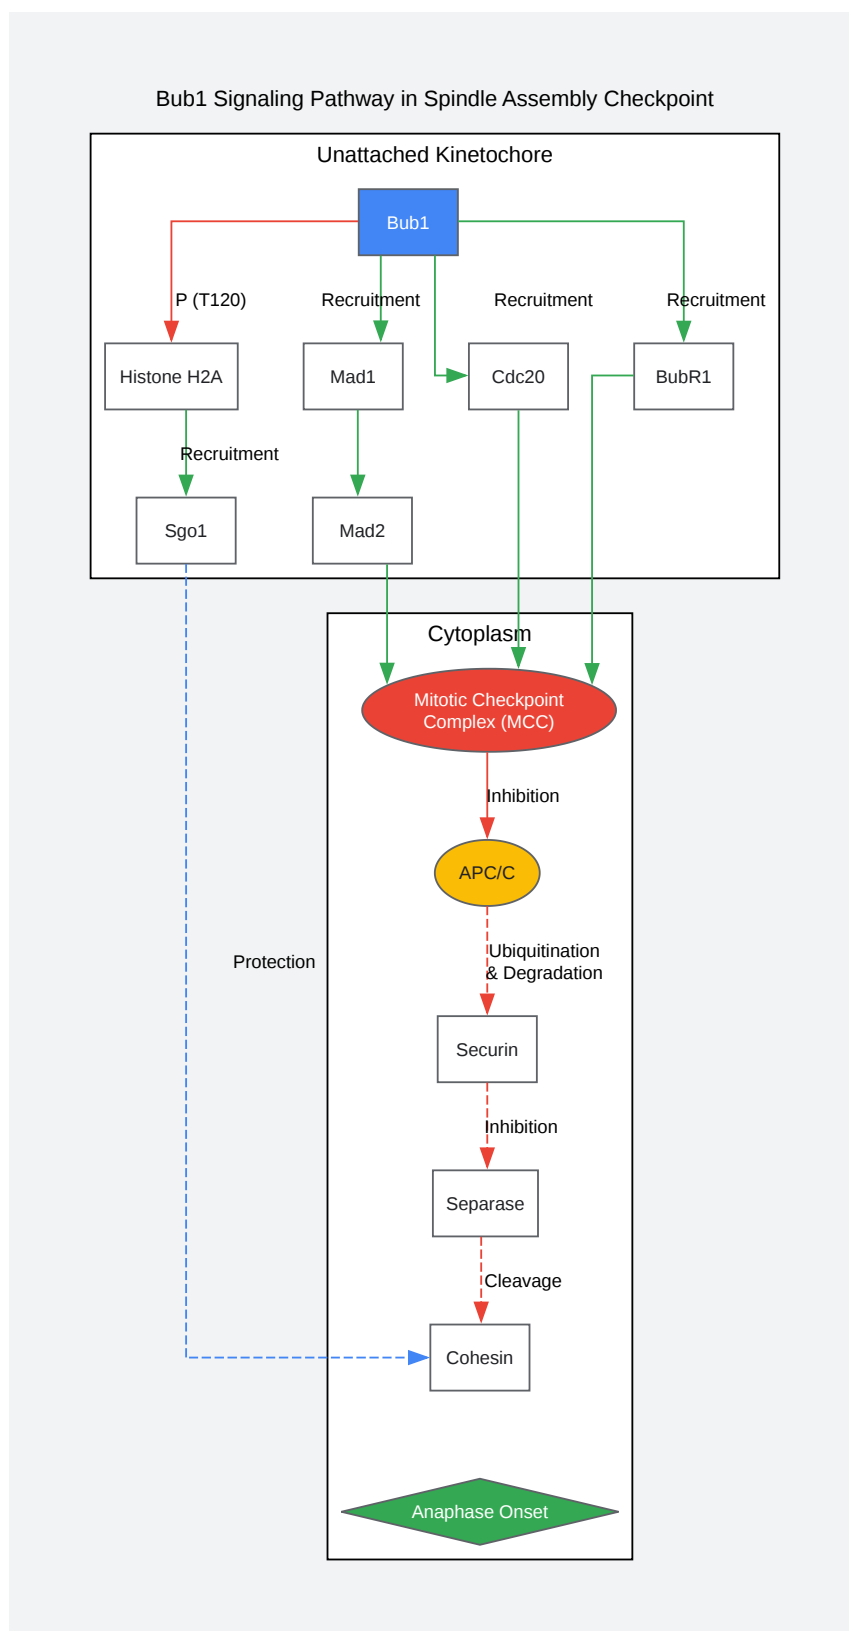 Bub1 Signaling Pathway in Spindle Assembly Checkpoint
Unattached Kinetochore
Bub1
P (T120)
Recruitment
Recruitment
Recruitment
Histone H2A
Mad1
Cdc20
BubR1
Recruitment
Sgo1
Mad2
Cytoplasm
Mitotic Checkpoint
Complex (MCC)
Inhibition
APC/C
Ubiquitination
& Degradation
Protection
Securin
Inhibition
Separase
Cleavage
Cohesin
Anaphase Onset